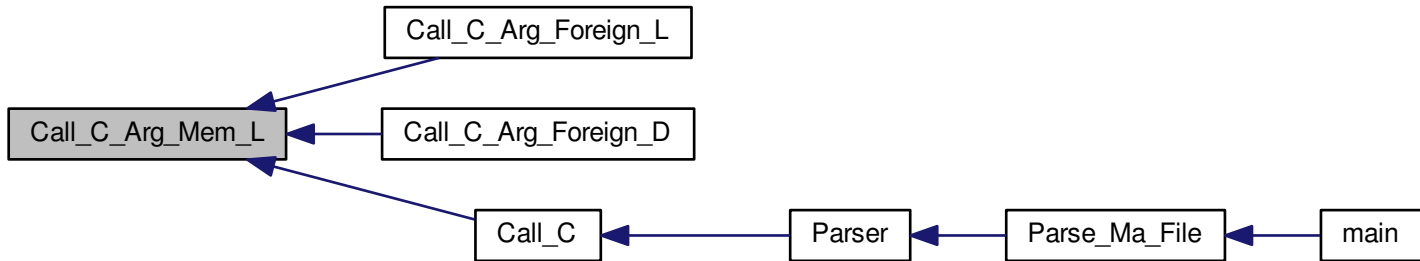 Call_C_Arg_Foreign_L
Call_C_Arg_Mem_L
Call_C_Arg_Foreign_D
Call_C
Parser
Parse_Ma_File
main